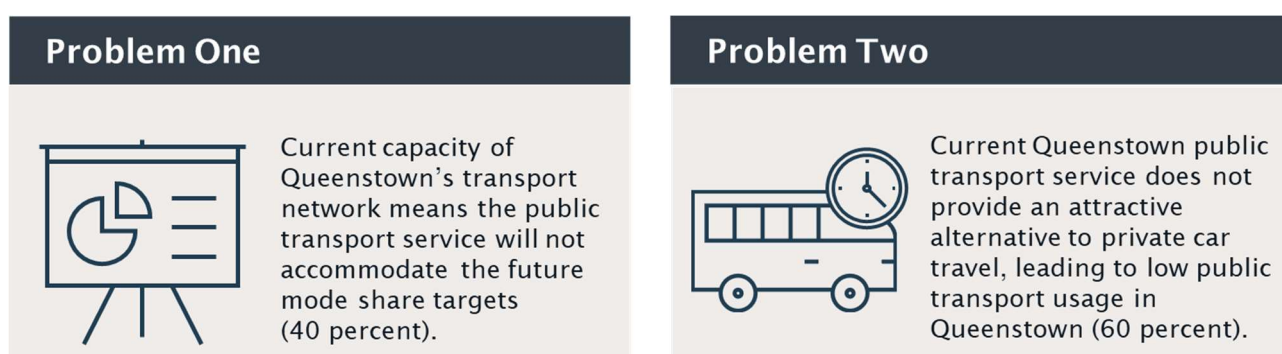 Problem One
Current capacity of
Queenstown’s transport
network means the public
transport service will not
accommodate the future
mode share targets
(40 percent).
Problem Two
Current Queenstown public
transport service does not
provide an attractive
alternative to private car
travel, leading to low public
transport usage in
Queenstown (60 percent).